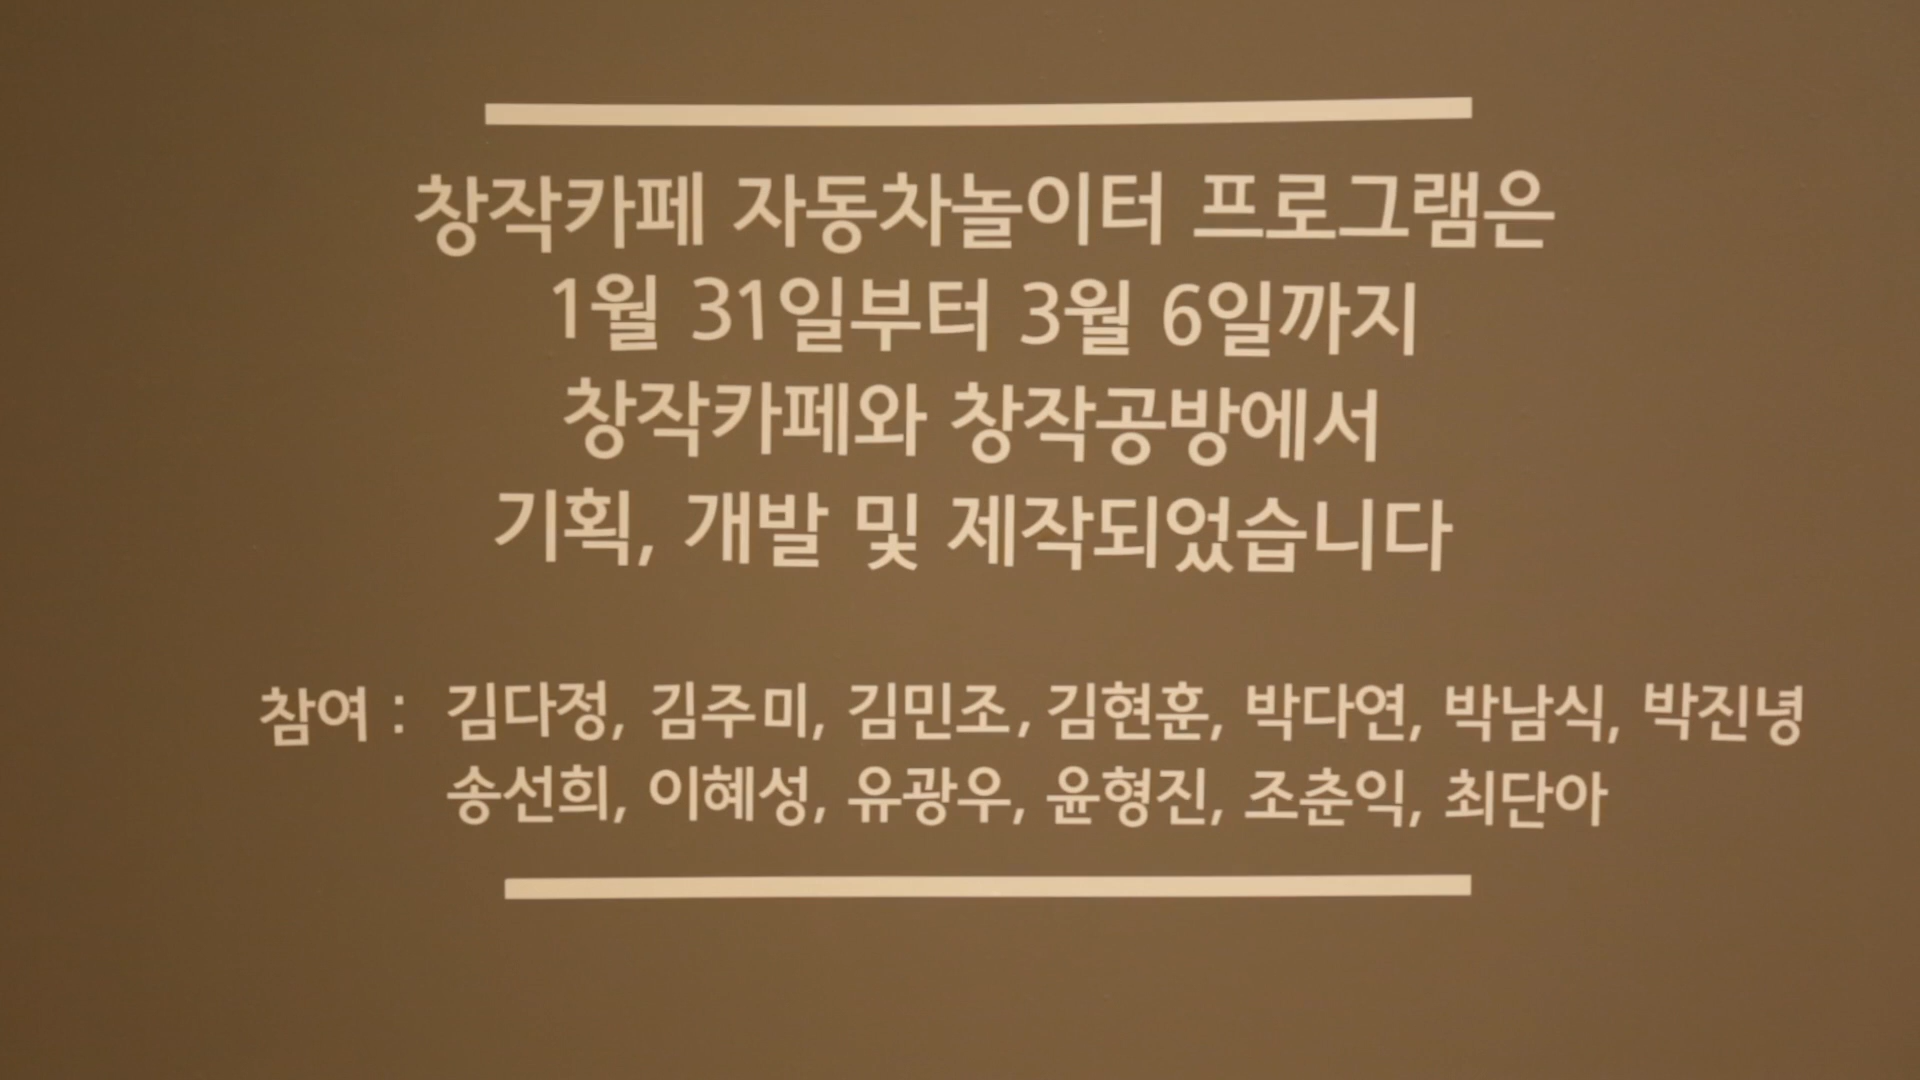 창작카페 자동차놀이터 프로그램은
1월 31일부터 3월 6일까지
창작카페와 창작공방에서
기획, 개발 및 제작되었습니다
참여 : 김다정, 김주미, 김민조, 김현훈, 박다연, 박남식, 박진녕
송선희, 이혜성, 유광우, 윤형진, 조춘익, 최단아